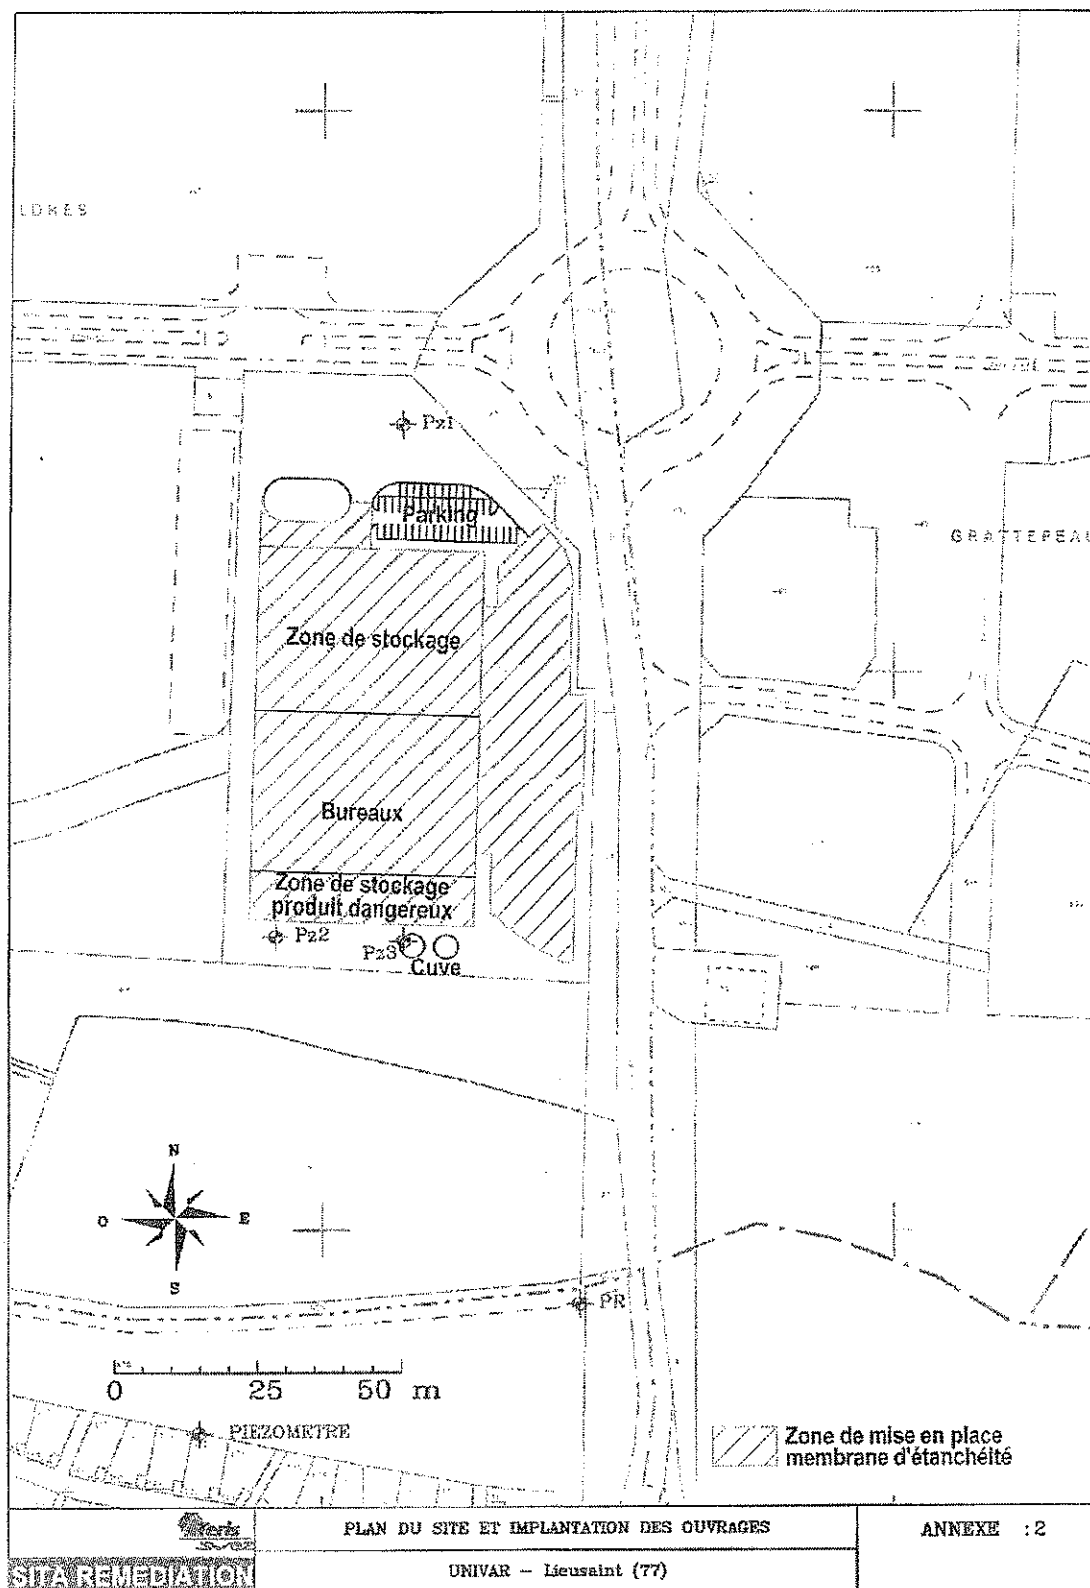 Pz1
Parking
GRATTEPEAU
Zone de stockage
Bureaux
Zone de stockage
produit dangereux
Pz2
Pz3
Cuve
N
O
E
S
PR
0 25 50 m
PIEZOMETRE
Zone de mise en place
membrane d'étanchéité
PLAN DU SITE ET IMPLANTATION DES OUVRAGES
ANNEXE :2
SITA REMEDIATION
UNIVAR – Lieusaint (77)